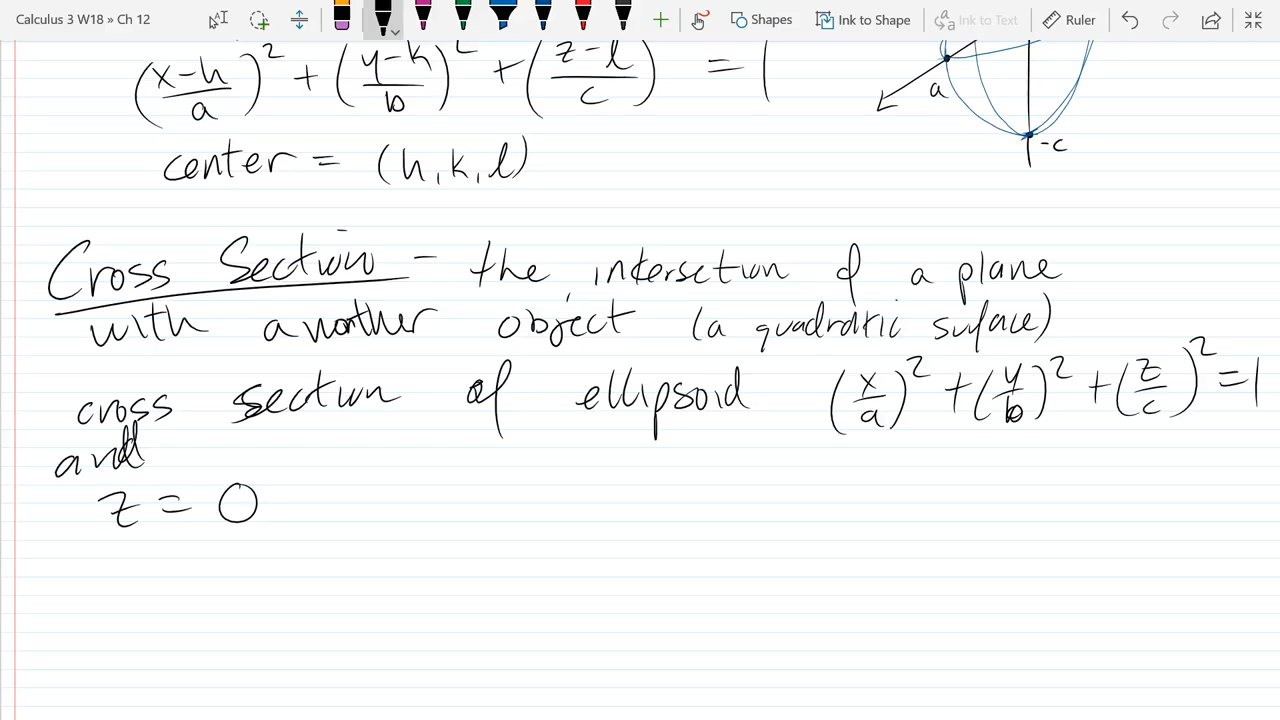 Calculus 3 W18 » Ch 12
Shapes
Ink to Shape
Ink to Text
Ruler
(x-h/a)² + (y-k/b)² + (z-l/c) = 1
a
-c
center = (h, k, l)
Cross Section - the intersection of a plane
with another object (a quadratic surface)
cross section of ellipsoid (x/a)² + (y/b)² + (z/c)² = 1
and
z = 0